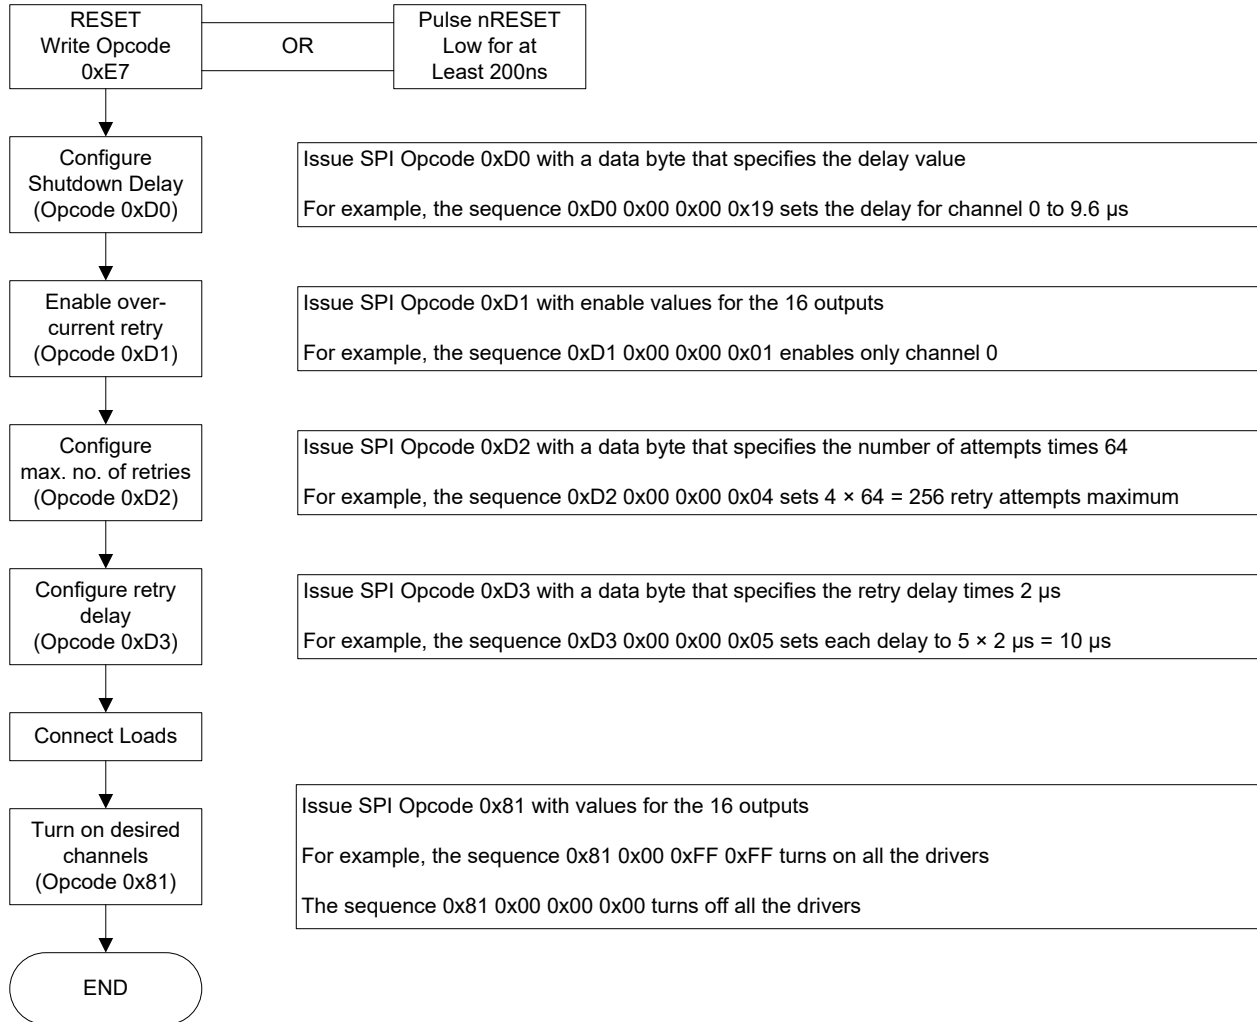 RESET
Write Opcode
0xE7
OR
Pulse nRESET
Low for at
Least 200ns
Configure
Shutdown Delay
(Opcode 0xD0)
Issue SPI Opcode 0xD0 with a data byte that specifies the delay value
For example, the sequence 0xD0 0x00 0x00 0x19 sets the delay for channel 0 to 9.6 μs
Enable over-
current retry
(Opcode 0xD1)
Issue SPI Opcode 0xD1 with enable values for the 16 outputs
For example, the sequence 0xD1 0x00 0x00 0x01 enables only channel 0
Configure
max. no. of retries
(Opcode 0xD2)
Issue SPI Opcode 0xD2 with a data byte that specifies the number of attempts times 64
For example, the sequence 0xD2 0x00 0x00 0x04 sets 4 × 64 = 256 retry attempts maximum
Configure retry
delay
(Opcode 0xD3)
Issue SPI Opcode 0xD3 with a data byte that specifies the retry delay times 2 μs
For example, the sequence 0xD3 0x00 0x00 0x05 sets each delay to 5 × 2 μs = 10 μs
Connect Loads
Turn on desired
channels
(Opcode 0x81)
Issue SPI Opcode 0x81 with values for the 16 outputs
For example, the sequence 0x81 0x00 0xFF 0xFF turns on all the drivers
The sequence 0x81 0x00 0x00 0x00 turns off all the drivers
END